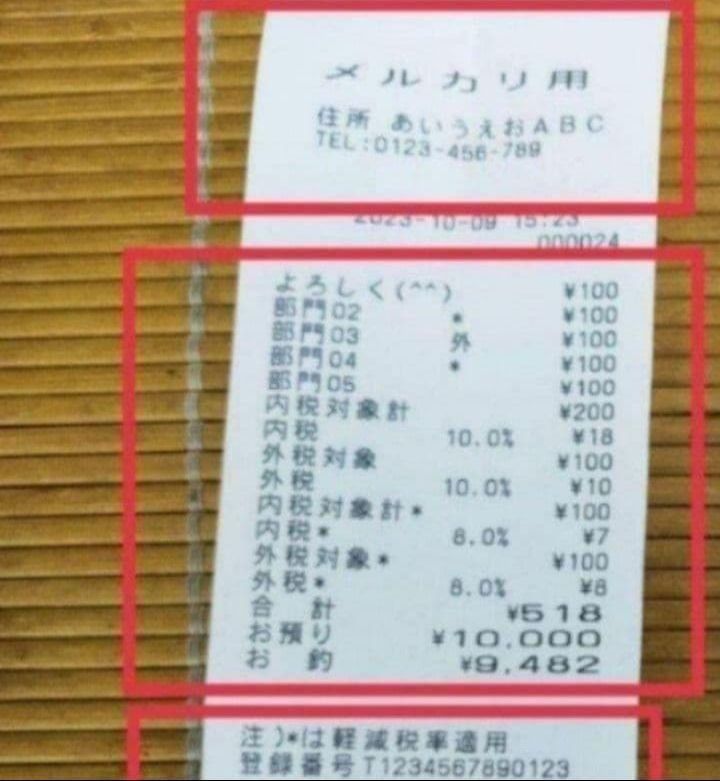 メルカリ用
住所 あいうえおABC
TEL:0123-456-789
2023-10-09 15:23
000024
よろしく(^^) ¥100
部門02 * ¥100
部門03 外 ¥100
部門04 * ¥100
部門05 ¥100
内税対象計 ¥200
内税 10.0% ¥18
外税対象 ¥100
外税 10.0% ¥10
内税対象計* ¥100
内税* 8.0% ¥7
外税対象* ¥100
外税* 8.0% ¥8
合 計 ¥518
お預り ¥10,000
お 釣 ¥9,482
注)*は軽減税率適用
登録番号T1234567890123